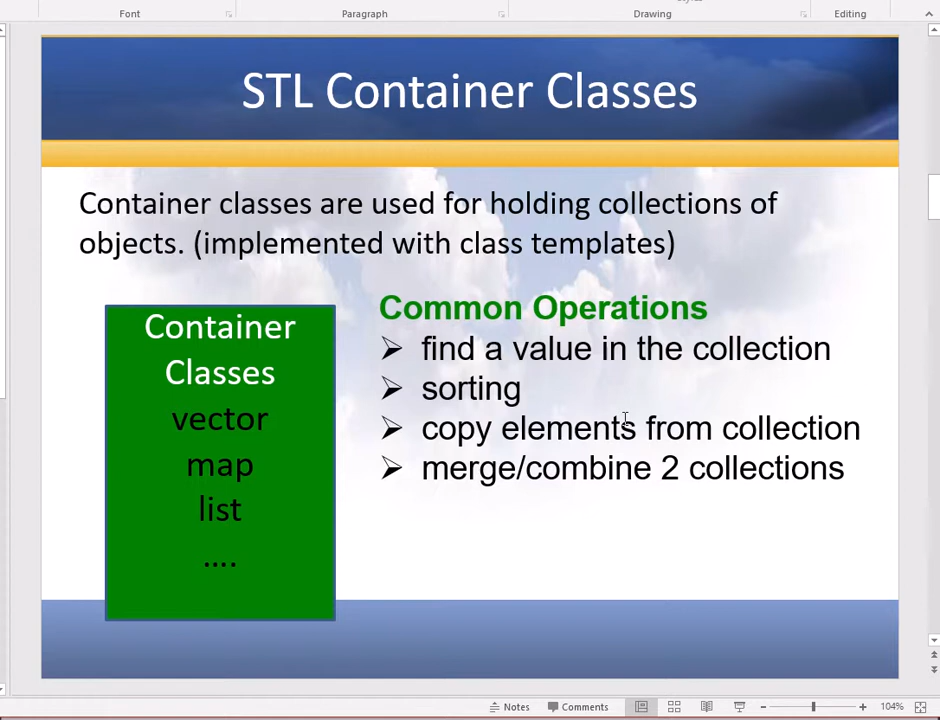 Font Paragraph Drawing Editing
STL Container Classes
Container classes are used for holding collections of
objects. (implemented with class templates)
Container
Classes
vector
map
list
....
Common Operations
➢ find a value in the collection
➢ sorting
➢ copy elements from collection
➢ merge/combine 2 collections
Notes Comments 104%